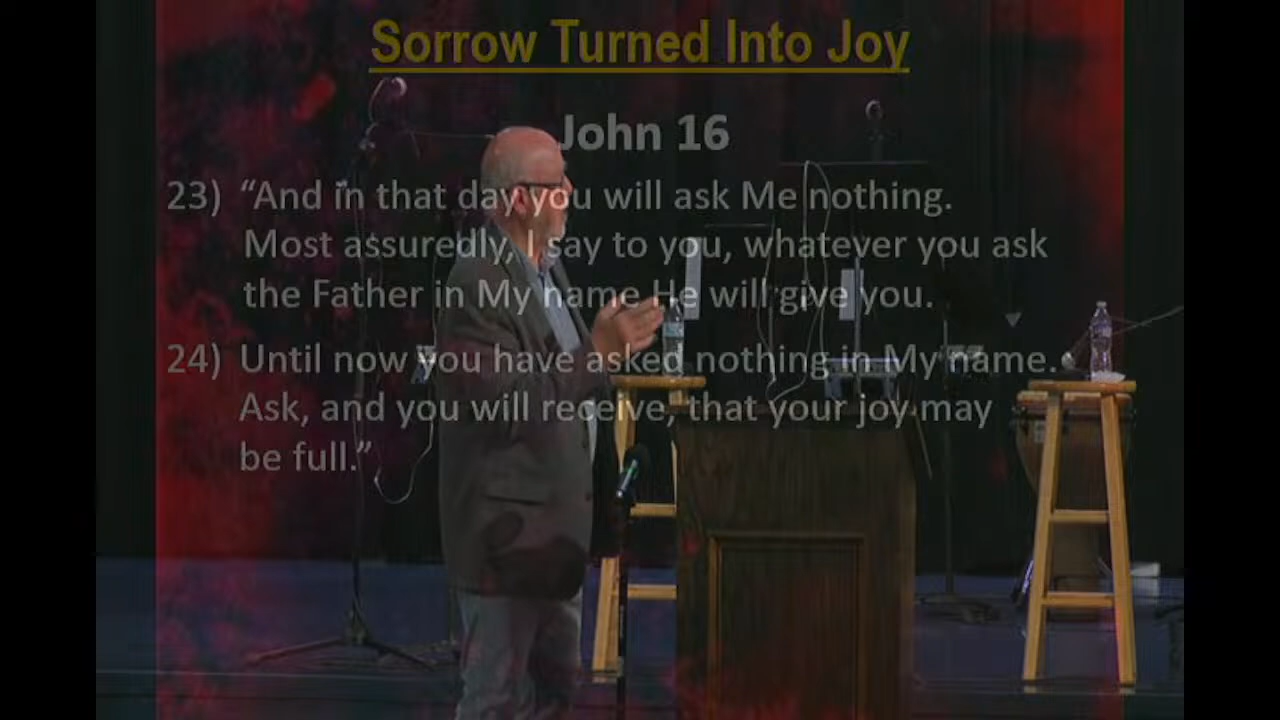 Sorrow Turned Into Joy
John 16
23) “And in that day you will ask Me nothing.
Most assuredly, I say to you, whatever you ask
the Father in My name He will give you.
24) Until now you have asked nothing in My name.
Ask, and you will receive, that your joy may
be full.”